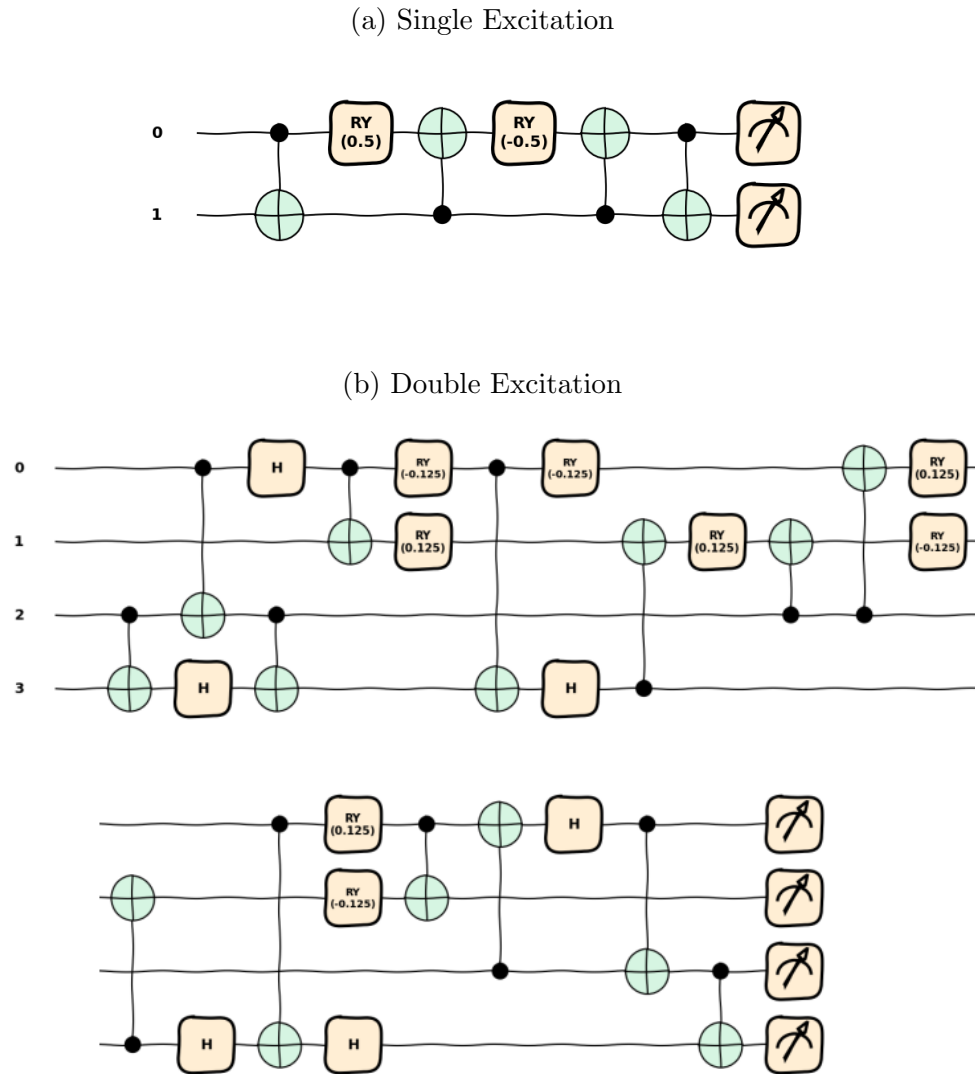 (a) Single Excitation
0
RY
(0.5)
RY
(-0.5)
1
(b) Double Excitation
0
H
RY
(-0.125)
RY
(-0.125)
RY
(0.125)
1
RY
(0.125)
RY
(0.125)
RY
(-0.125)
2
3
H
H
RY
(0.125)
H
RY
(-0.125)
H
H